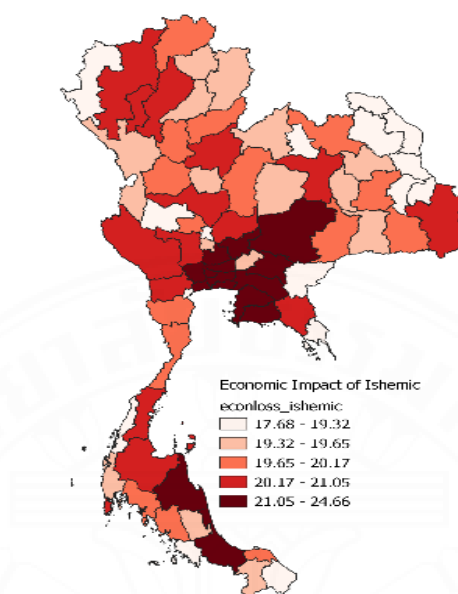 Economic Impact of Ishemic
econloss_ishemic
17.68 - 19.32
19.32 - 19.65
19.65 - 20.17
20.17 - 21.05
21.05 - 24.66